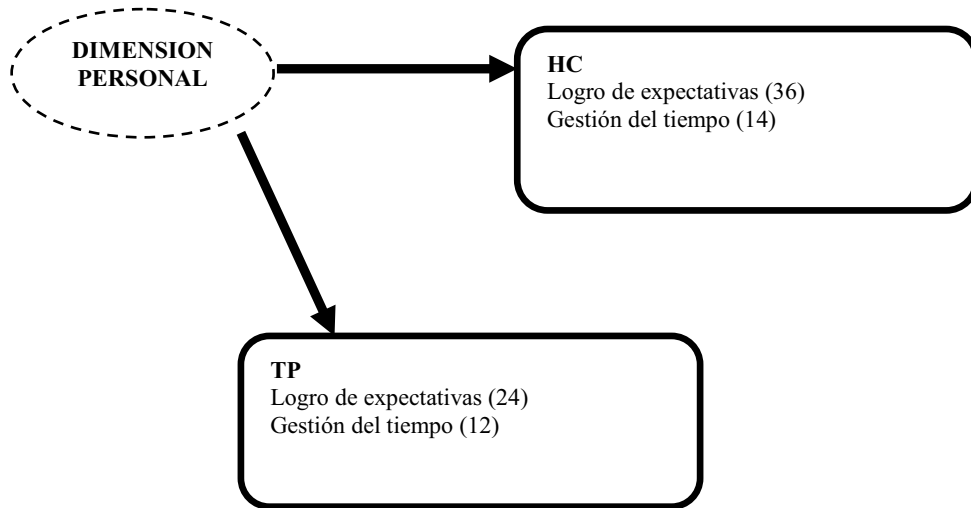 DIMENSION
PERSONAL
HC
Logro de expectativas (36)
Gestión del tiempo (14)
TP
Logro de expectativas (24)
Gestión del tiempo (12)